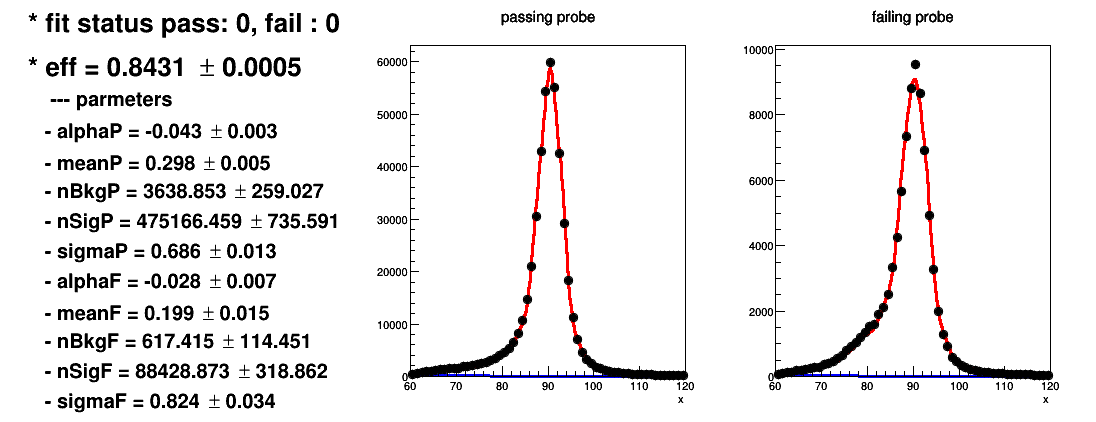 * fit status pass: 0, fail : 0
* eff = 0.8431 ± 0.0005
--- parmeters
- alphaP = -0.043 ± 0.003
- meanP = 0.298 ± 0.005
- nBkgP = 3638.853 ± 259.027
- nSigP = 475166.459 ± 735.591
- sigmaP = 0.686 ± 0.013
- alphaF = -0.028 ± 0.007
- meanF = 0.199 ± 0.015
- nBkgF = 617.415 ± 114.451
- nSigF = 88428.873 ± 318.862
- sigmaF = 0.824 ± 0.034
passing probe
60000
50000
40000
30000
20000
10000
0
60 70 80 90 100 110 120
x
failing probe
10000
8000
6000
4000
2000
0
60 70 80 90 100 110 120
x